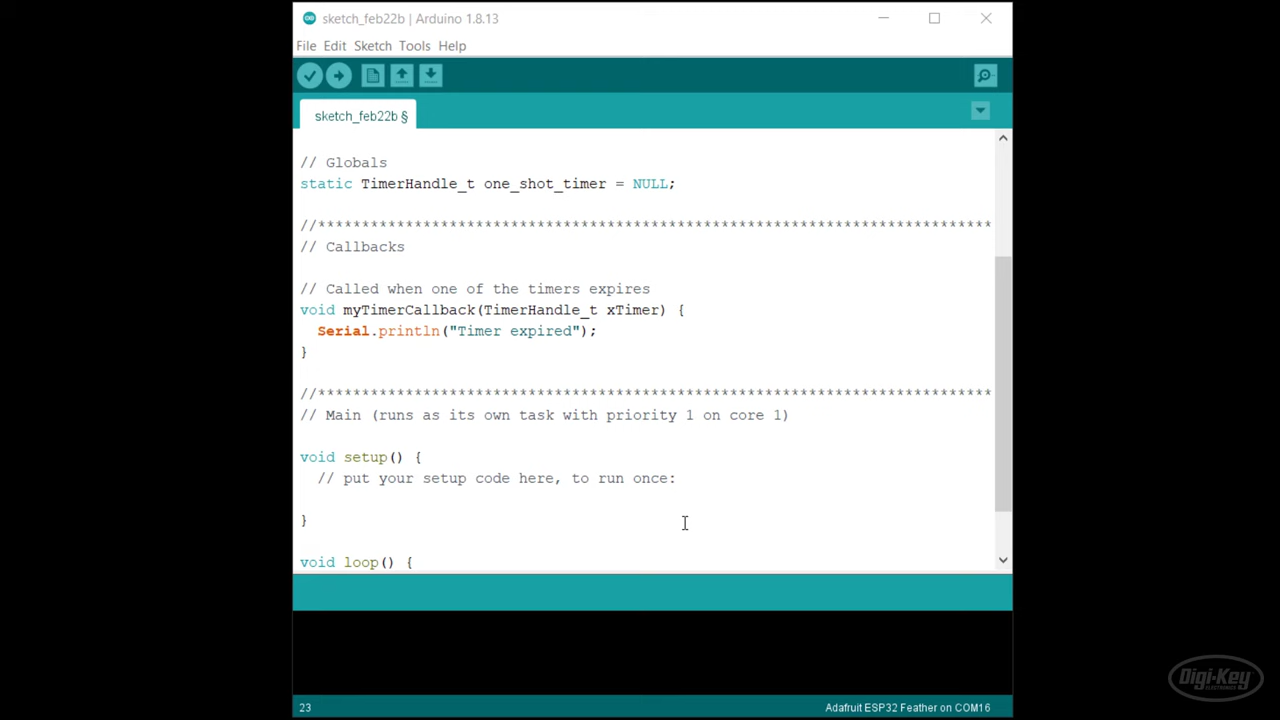 sketch_feb22b | Arduino 1.8.13
File Edit Sketch Tools Help
sketch_feb22b §
// Globals
static TimerHandle_t one_shot_timer = NULL;
//*****************************************************************************
// Callbacks
// Called when one of the timers expires
void myTimerCallback(TimerHandle_t xTimer) {
Serial.println("Timer expired");
}
//*****************************************************************************
// Main (runs as its own task with priority 1 on core 1)
void setup() {
// put your setup code here, to run once:
}
void loop() {
23
Adafruit ESP32 Feather on COM16
Digi-Key
ELECTRONICS